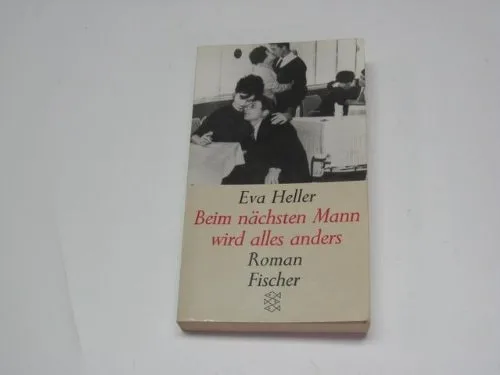 Eva Heller
Beim nächsten Mann
wird alles anders
Roman
Fischer